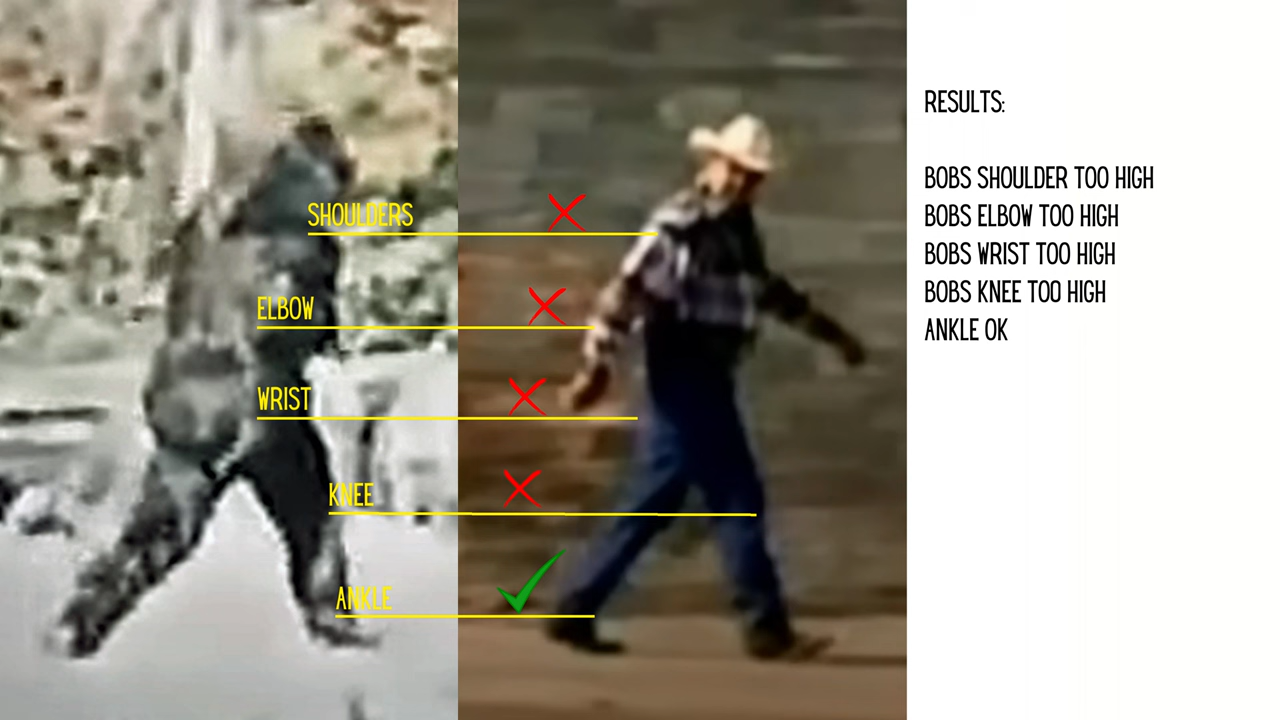 SHOULDERS
ELBOW
WRIST
KNEE
ANKLE
RESULTS:
BOBS SHOULDER TOO HIGH
BOBS ELBOW TOO HIGH
BOBS WRIST TOO HIGH
BOBS KNEE TOO HIGH
ANKLE OK